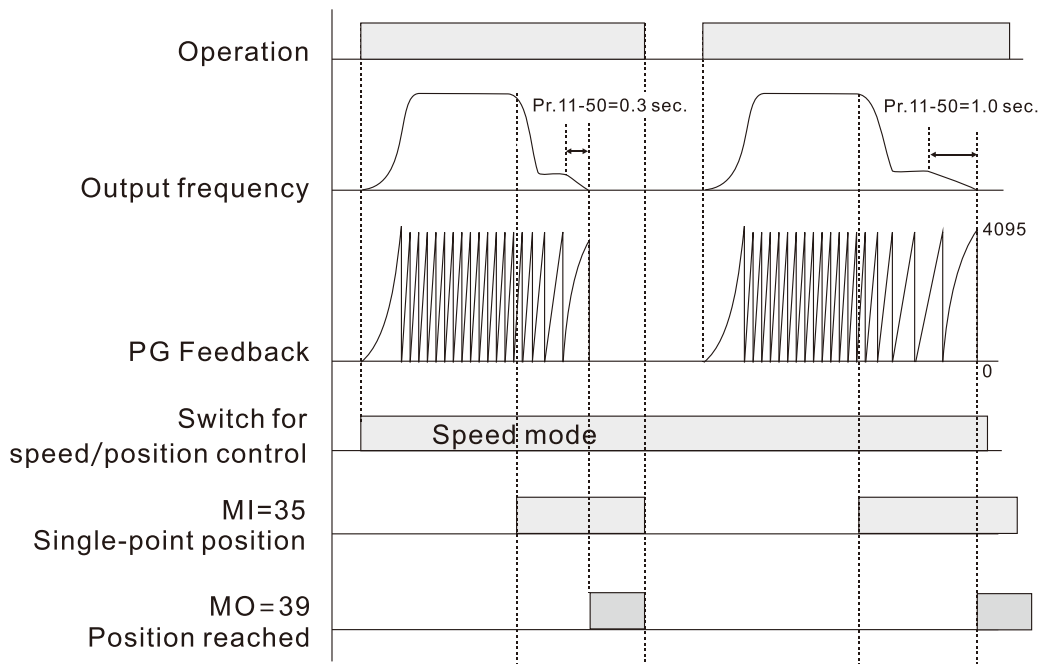 Operation
Pr.11-50=0.3 sec.
Pr.11-50=1.0 sec.
Output frequency
4095
PG Feedback
0
Switch for
speed/position control
Speed mode
MI=35
Single-point position
MO=39
Position reached